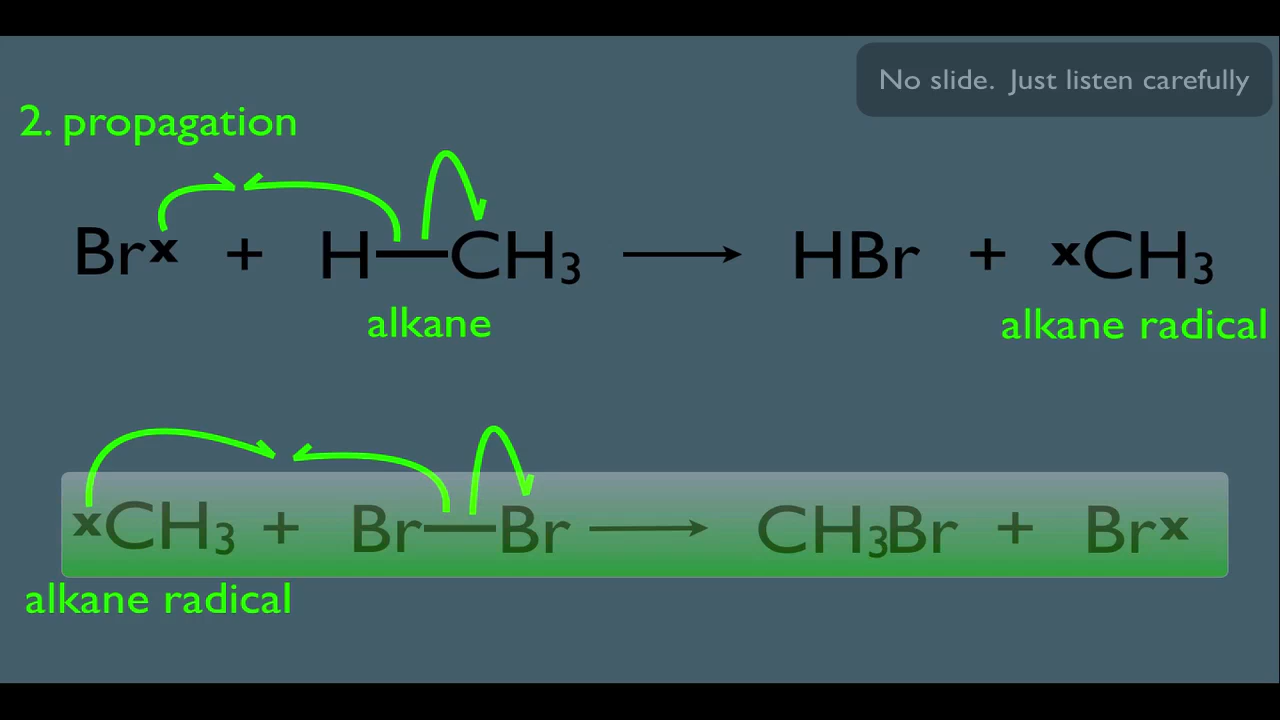 No slide. Just listen carefully
2. propagation
Brx + H—CH₃ → HBr + xCH₃
alkane
alkane radical
xCH₃ + Br—Br → CH₃Br + Brx
alkane radical